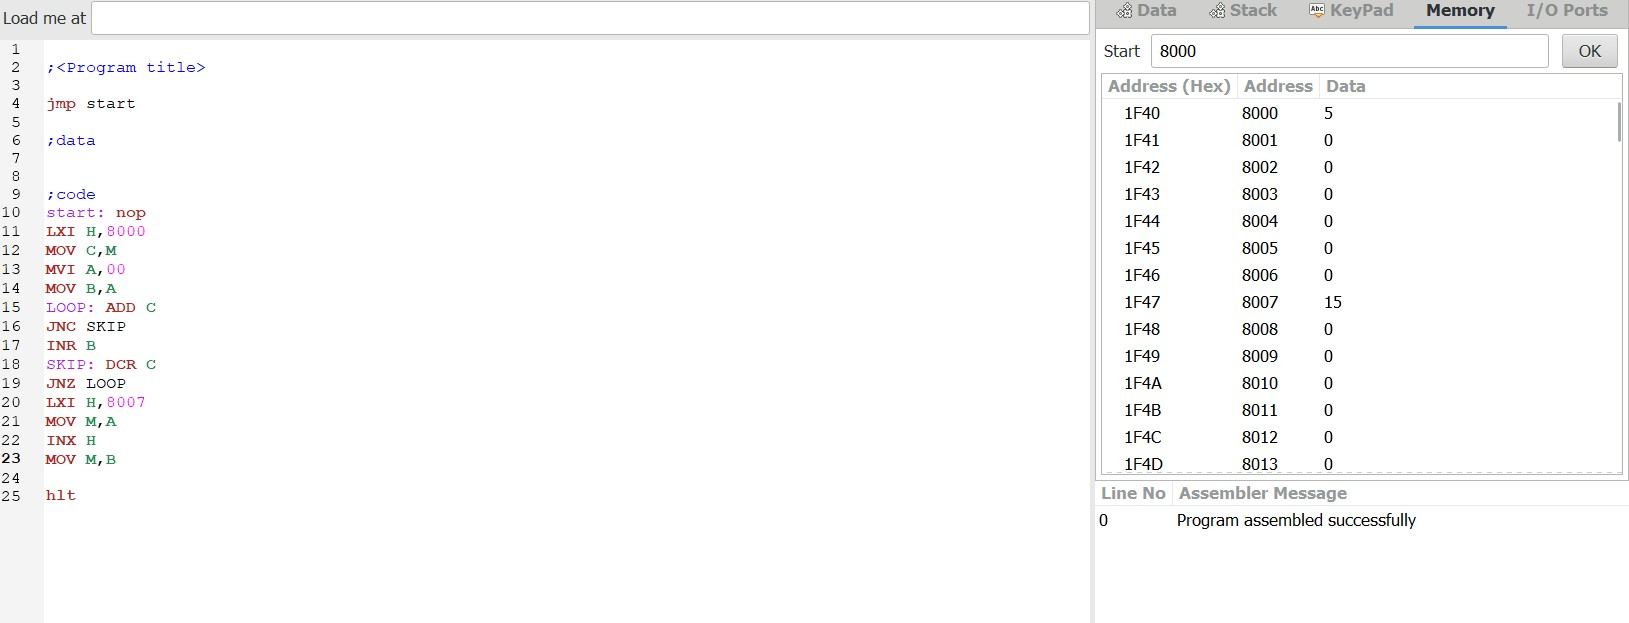 Load me at
1
2 ;<Program title>
3
4 jmp start
5
6 ;data
7
8
9 ;code
10 start: nop
11 LXI H,8000
12 MOV C,M
13 MVI A,00
14 MOV B,A
15 LOOP: ADD C
16 JNC SKIP
17 INR B
18 SKIP: DCR C
19 JNZ LOOP
20 LXI H,8007
21 MOV M,A
22 INX H
23 MOV M,B
24
25 hlt
Data Stack Abc KeyPad Memory I/O Ports
Start 8000 OK
Address (Hex) Address Data
1F40 8000 5
1F41 8001 0
1F42 8002 0
1F43 8003 0
1F44 8004 0
1F45 8005 0
1F46 8006 0
1F47 8007 15
1F48 8008 0
1F49 8009 0
1F4A 8010 0
1F4B 8011 0
1F4C 8012 0
1F4D 8013 0
Line No Assembler Message
0 Program assembled successfully